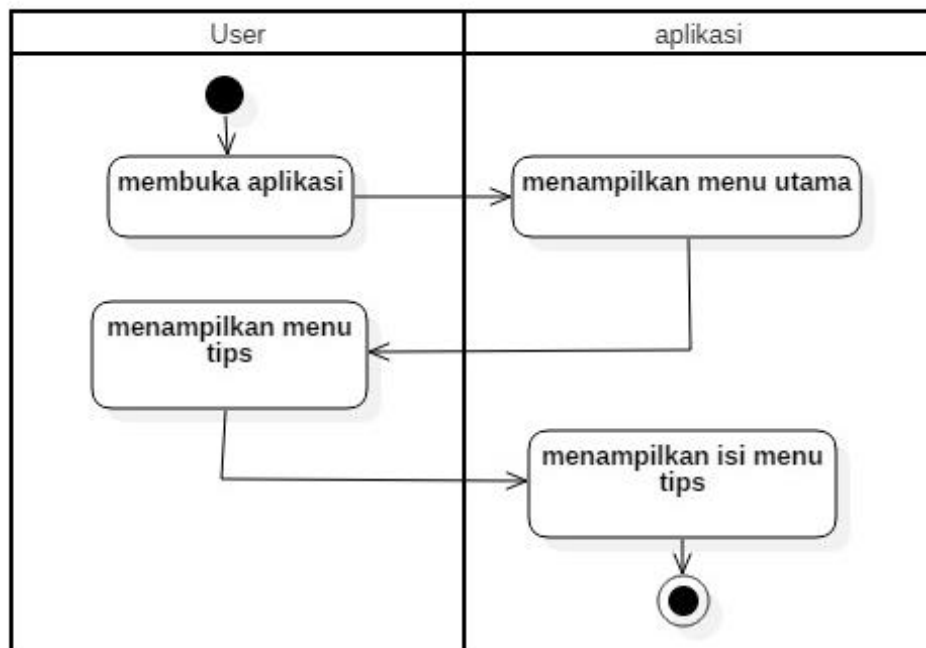 User
aplikasi
membuka aplikasi
menampilkan menu utama
menampilkan menu
tips
menampilkan isi menu
tips